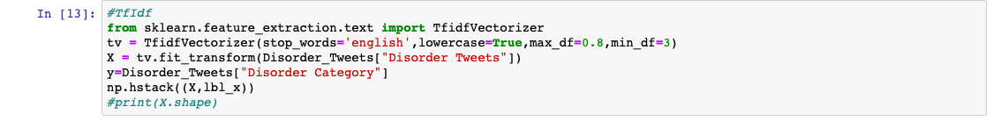 In [13]: #TfIdf
from sklearn.feature_extraction.text import TfidfVectorizer
tv = TfidfVectorizer(stop_words='english',lowercase=True,max_df=0.8,min_df=3)
X = tv.fit_transform(Disorder_Tweets["Disorder Tweets"])
y=Disorder_Tweets["Disorder Category"]
np.hstack((X,lbl_x))
#print(X.shape)